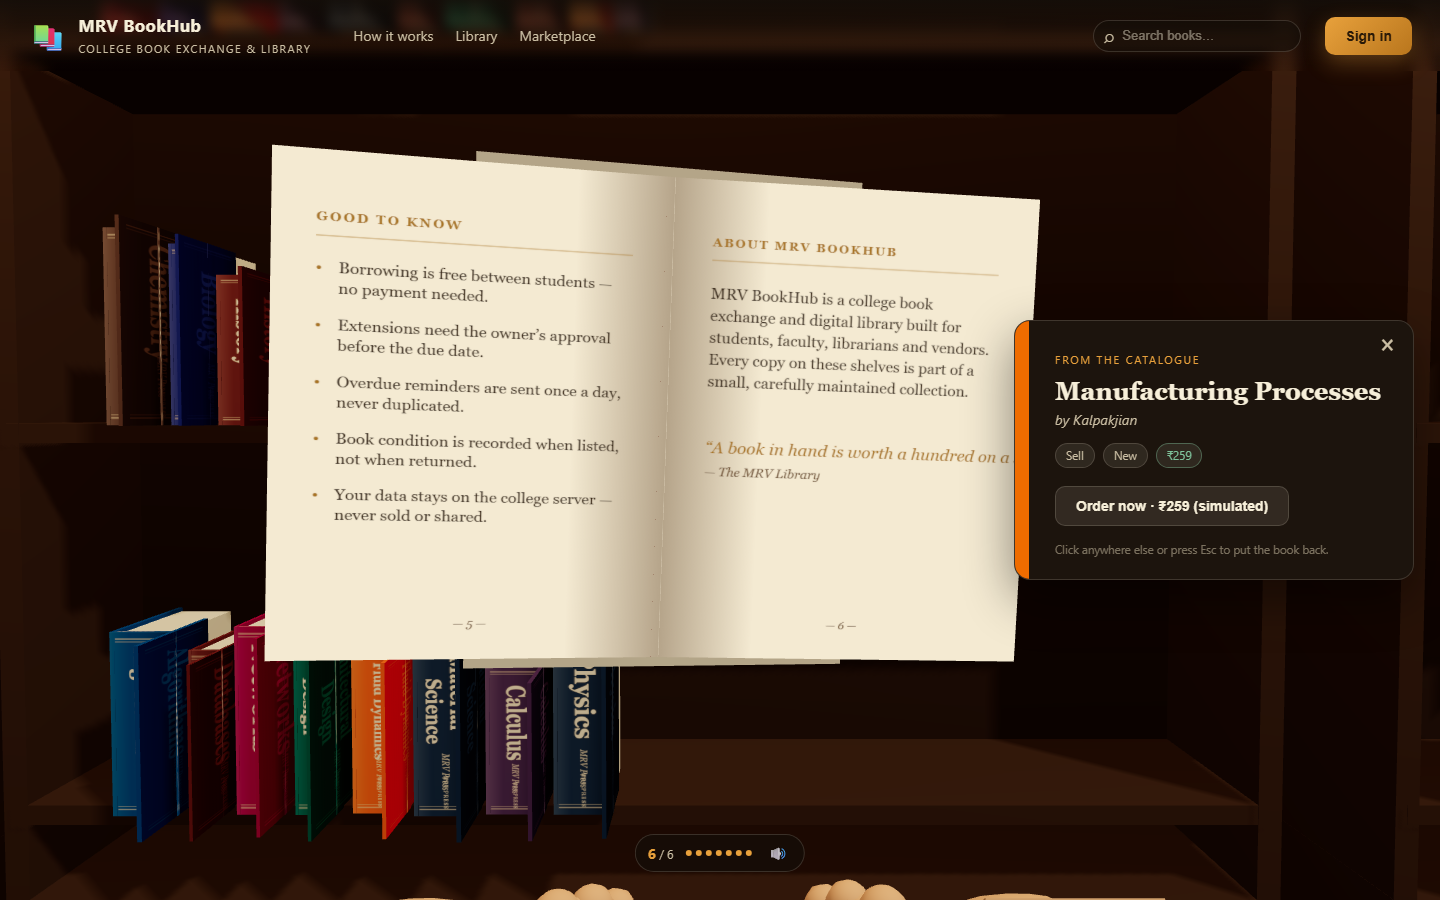 MRV BookHub
COLLEGE BOOK EXCHANGE & LIBRARY
How it works
Library
Marketplace
Search books...
Sign in
GOOD TO KNOW
• Borrowing is free between students —
no payment needed.
• Extensions need the owner's approval
before the due date.
• Overdue reminders are sent once a day,
never duplicated.
• Book condition is recorded when listed,
not when returned.
• Your data stays on the college server —
never sold or shared.
— 5 —
ABOUT MRV BOOKHUB
MRV BookHub is a college book
exchange and digital library built for
students, faculty, librarians and vendors.
Every copy on these shelves is part of a
small, carefully maintained collection.
“A book in hand is worth a hundred on a
— The MRV Library
— 6 —
FROM THE CATALOGUE
Manufacturing Processes
by Kalpakjian
Sell
New
₹259
Order now · ₹259 (simulated)
Click anywhere else or press Esc to put the book back.
Chemistry
Biology
Design
Fluid Dynamics
Material
Science
Calculus
Physics
6 / 6